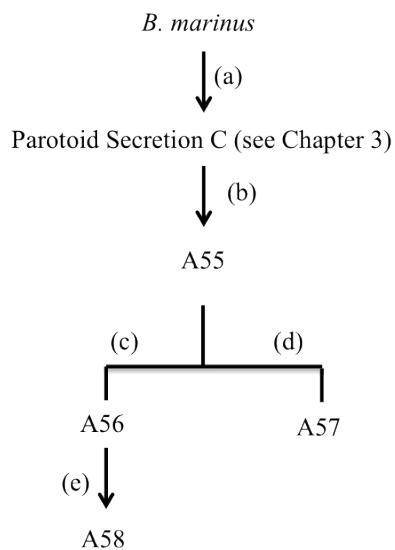 B. marinus
(a)
Parotoid Secretion C (see Chapter 3)
(b)
A55
(c) (d)
A56 A57
(e)
A58